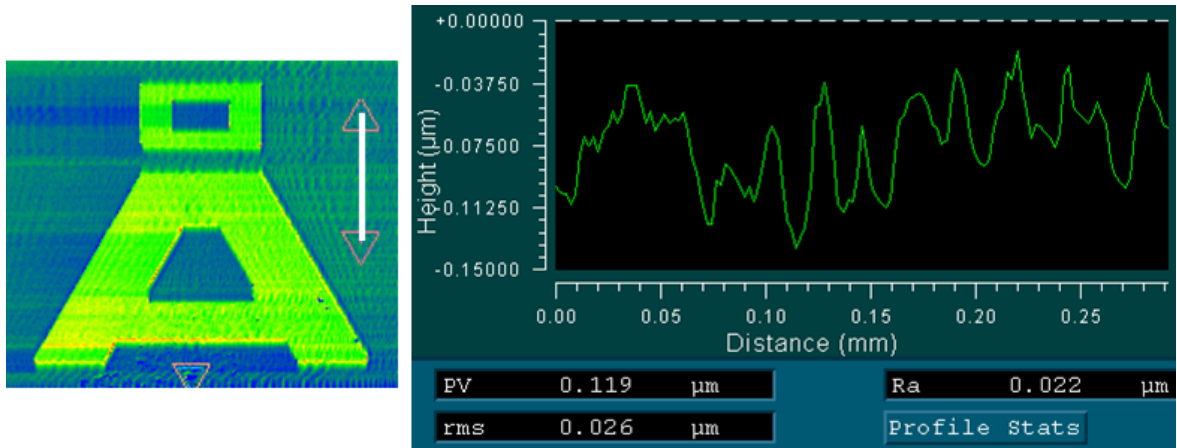 +0.00000
-0.03750
-0.07500
-0.11250
-0.15000
Height (µm)
0.00 0.05 0.10 0.15 0.20 0.25
Distance (mm)
PV 0.119 µm Ra 0.022 µm
rms 0.026 µm Profile Stats